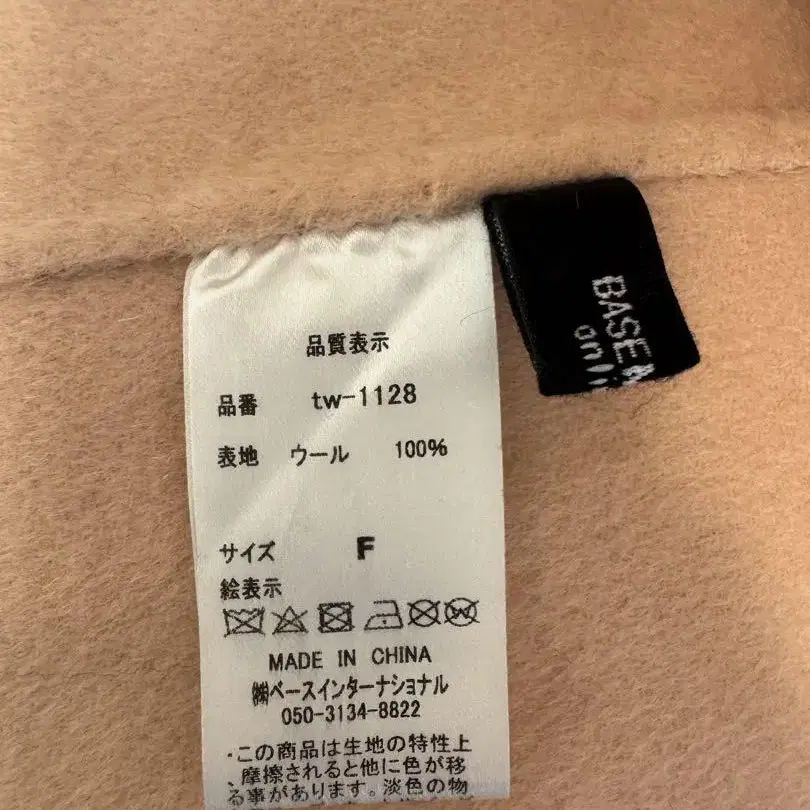 品質表示
品番 tw-1128
表地 ウール 100%
サイズ F
絵表示
MADE IN CHINA
㈱ベースインターナショナル
050-3134-8822
・この商品は生地の特性上
、摩擦されると他に色が移
る事があります。淡色の物
BASE